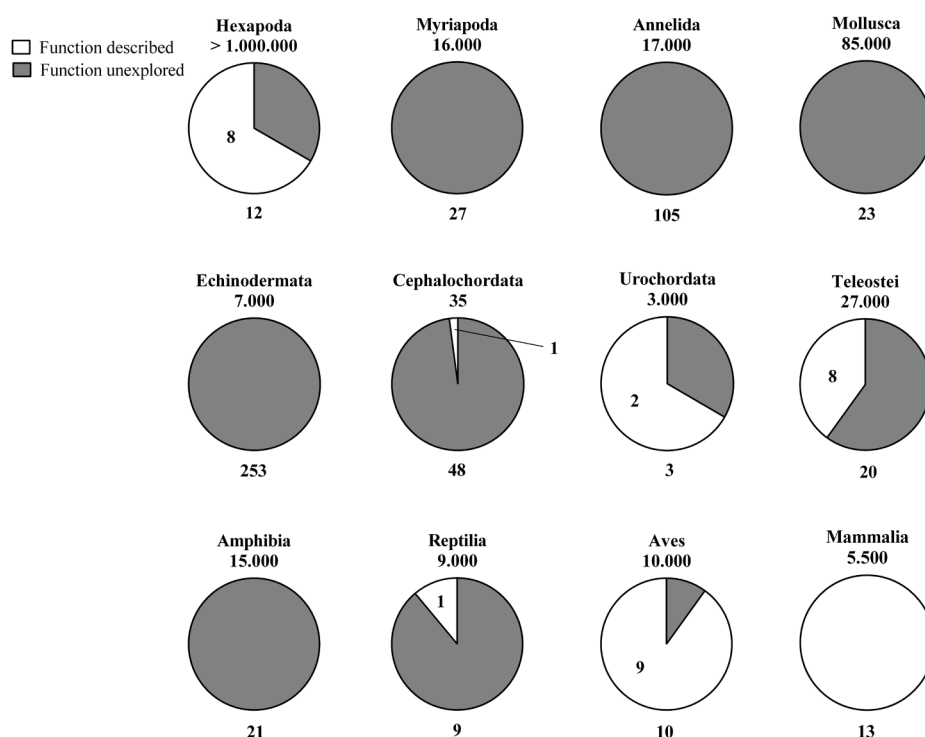 Function described
Function unexplored
Hexapoda
> 1.000.000
8
12
Myriapoda
16.000
27
Annelida
17.000
105
Mollusca
85.000
23
Echinodermata
7.000
253
Cephalochordata
35
1
48
Urochordata
3.000
2
3
Teleostei
27.000
8
20
Amphibia
15.000
21
Reptilia
9.000
1
9
Aves
10.000
9
10
Mammalia
5.500
13